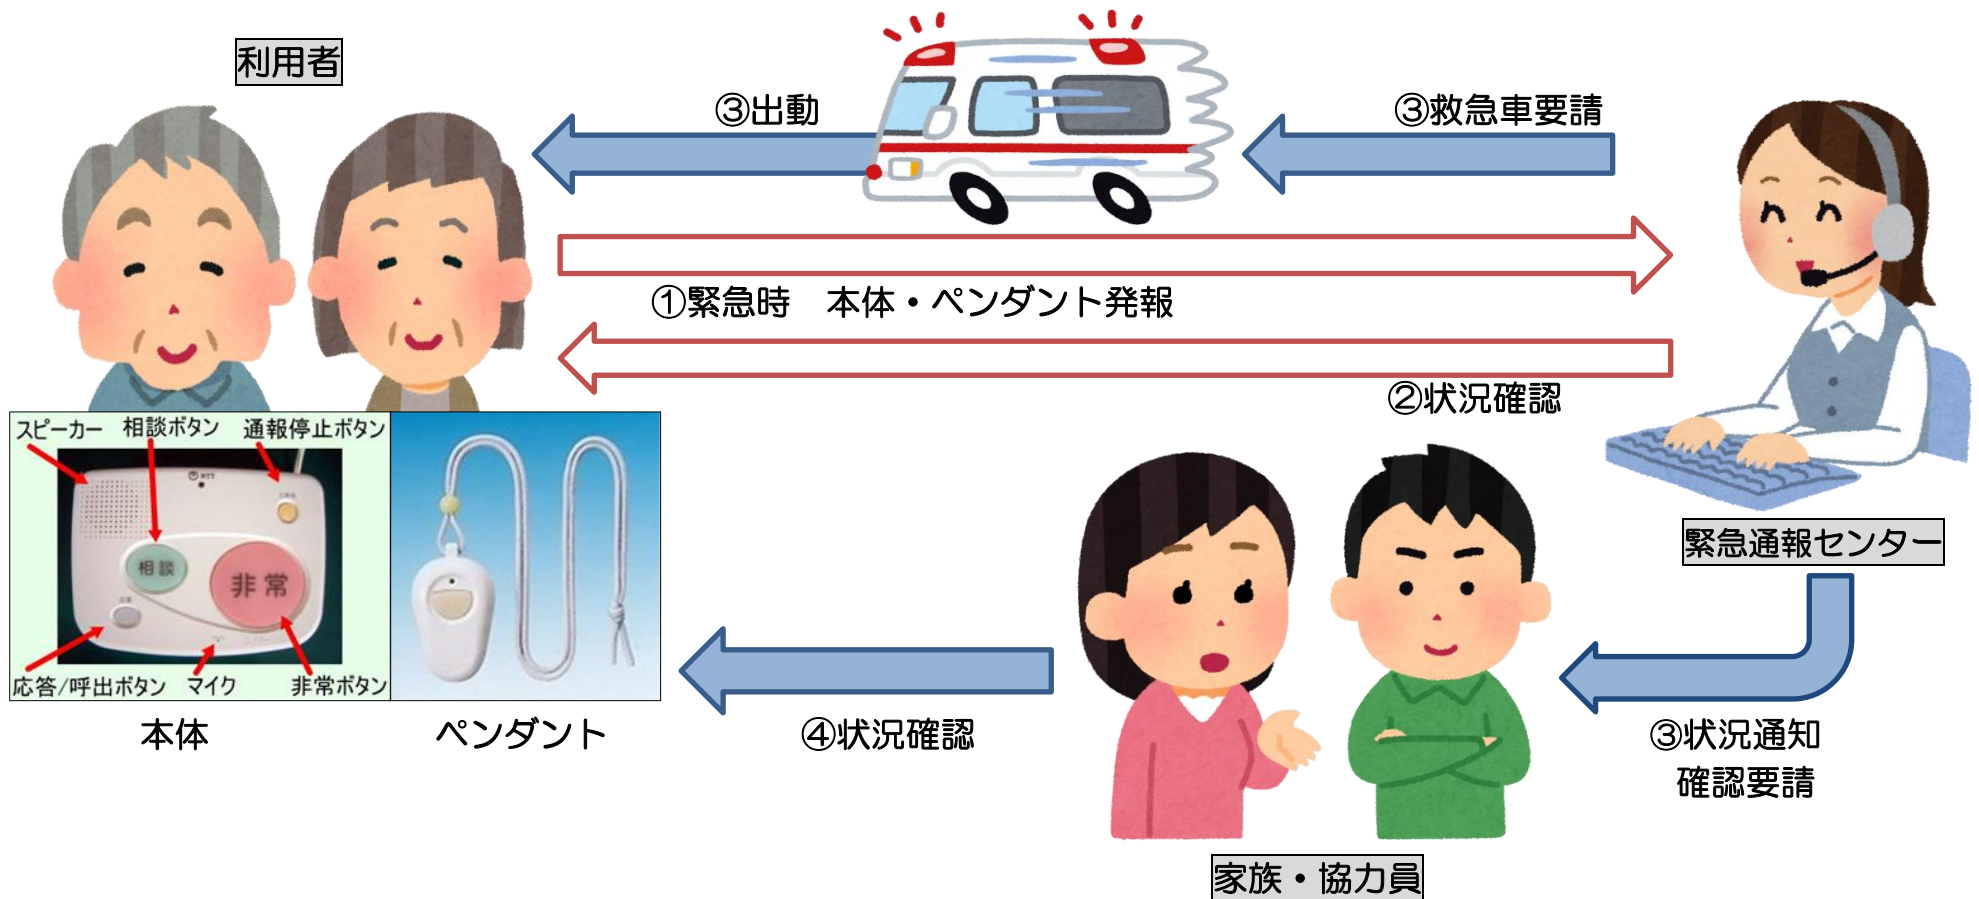 利用者
③出動
③救急車要請
①緊急時　本体・ペンダント発報
②状況確認
スピーカー
相談ボタン
通報停止ボタン
NTT
相談
非常
応答/呼出ボタン
マイク
非常ボタン
本体
ペンダント
緊急通報センター
④状況確認
③状況通知
確認要請
家族・協力員